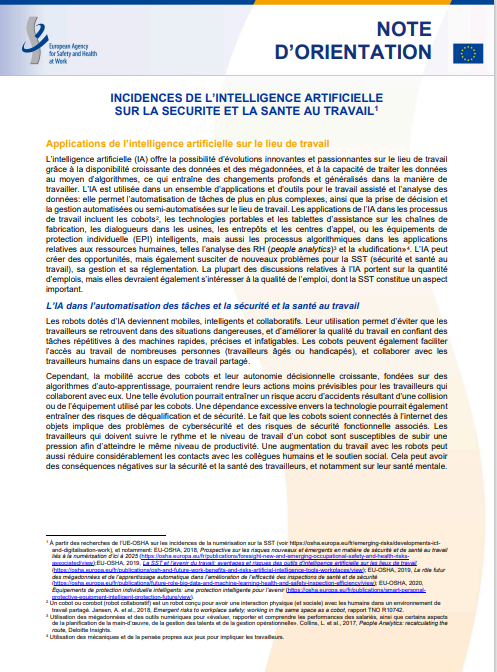 European Agency
for Safety and Health
at Work
NOTE
D'ORIENTATION
INCIDENCES DE L'INTELLIGENCE ARTIFICIELLE
SUR LA SECURITE ET LA SANTE AU TRAVAIL¹
Applications de l'intelligence artificielle sur le lieu de travail
L'intelligence artificielle (IA) offre la possibilité d'évolutions innovantes et passionnantes sur le lieu de travail
grâce à la disponibilité croissante des données et des mégadonnées, et à la capacité de traiter les données
au moyen d'algorithmes, ce qui entraîne des changements profonds et généralisés dans la manière de
travailler. L'IA est utilisée dans un ensemble d'applications et d'outils pour le travail assisté et l'analyse des
données: elle permet l'automatisation de tâches de plus en plus complexes, ainsi que la prise de décision et
la gestion automatisées ou semi-automatisées sur le lieu de travail. Les applications de l'IA dans les processus
de travail incluent les cobots², les technologies portables et les tablettes d'assistance sur les chaînes de
fabrication, les dialogueurs dans les usines, les entrepôts et les centres d'appel, ou les équipements de
protection individuelle (EPI) intelligents, mais aussi les processus algorithmiques dans les applications
relatives aux ressources humaines, telles l'analyse des RH (people analytics)³ et la «ludification»⁴. L'IA peut
créer des opportunités, mais également susciter de nouveaux problèmes pour la SST (sécurité et santé au
travail), sa gestion et sa réglementation. La plupart des discussions relatives à l'IA portent sur la quantité
d'emplois, mais elles devraient également s'intéresser à la qualité de l'emploi, dont la SST constitue un aspect
important.
L'IA dans l'automatisation des tâches et la sécurité et la santé au travail
Les robots dotés d'IA deviennent mobiles, intelligents et collaboratifs. Leur utilisation permet d'éviter que les
travailleurs se retrouvent dans des situations dangereuses, et d'améliorer la qualité du travail en confiant des
tâches répétitives à des machines rapides, précises et infatigables. Les cobots peuvent également faciliter
l'accès au travail de nombreuses personnes (travailleurs âgés ou handicapés), et collaborer avec les
travailleurs humains dans un espace de travail partagé.
Cependant, la mobilité accrue des cobots et leur autonomie décisionnelle croissante, fondées sur des
algorithmes d'auto-apprentissage, pourraient rendre leurs actions moins prévisibles pour les travailleurs qui
collaborent avec eux. Une telle évolution pourrait entraîner un risque accru d'accidents résultant d'une collision
ou de l'équipement utilisé par les cobots. Une dépendance excessive envers la technologie pourrait également
entraîner des risques de déqualification et de sécurité. Le fait que les cobots soient connectés à l'internet des
objets implique des problèmes de cybersécurité et des risques de sécurité fonctionnelle associés. Les
travailleurs qui doivent suivre le rythme et le niveau de travail d'un cobot sont susceptibles de subir une
pression afin d'atteindre le même niveau de productivité. Une augmentation du travail avec les robots peut
aussi réduire considérablement les contacts avec les collègues humains et le soutien social. Cela peut avoir
des conséquences négatives sur la sécurité et la santé des travailleurs, et notamment sur leur santé mentale.
¹ À partir des recherches de l'UE-OSHA sur les incidences de la numérisation sur la SST (voir https://osha.europa.eu/fr/emerging-risks/developments-ict-
and-digitalisation-work), et notamment: EU-OSHA, 2018, Prospective sur les risques nouveaux et émergents en matière de sécurité et de santé au travail
liés à la numérisation d'ici à 2025 (https://osha.europa.eu/fr/publications/foresight-new-and-emerging-occupational-safety-and-health-risks-
associated/view); EU-OSHA, 2019, La SST et l'avenir du travail: avantages et risques des outils d'intelligence artificielle sur les lieux de travail
(https://osha.europa.eu/fr/publications/osh-and-future-work-benefits-and-risks-artificial-intelligence-tools-workplaces/view); EU-OSHA, 2019, Le rôle futur
des mégadonnées et de l'apprentissage automatique dans l'amélioration de l'efficacité des inspections de santé et de sécurité
(https://osha.europa.eu/fr/publications/future-role-big-data-and-machine-learning-health-and-safety-inspection-efficiency/view); EU-OSHA, 2020,
Équipements de protection individuelle intelligents: une protection intelligente pour l'avenir (https://osha.europa.eu/fr/publications/smart-personal-
protective-equipment-intelligent-protection-future/view).
² Un cobot ou corobot (robot collaboratif) est un robot conçu pour avoir une interaction physique (et sociale) avec les humains dans un environnement de
travail partagé. Jansen, A. et al., 2018, Emergent risks to workplace safety; working in the same space as a cobot, rapport TNO R10742.
³ Utilisation des mégadonnées et des outils numériques pour «évaluer, rapporter et comprendre les performances des salariés, ainsi que certains aspects
de la planification de la main-d'œuvre, de la gestion des talents et de la gestion opérationnelle». Collins, L. et al., 2017, People Analytics: recalculating the
route, Deloitte Insights.
⁴ Utilisation des mécaniques et de la pensée propres aux jeux pour impliquer les travailleurs.